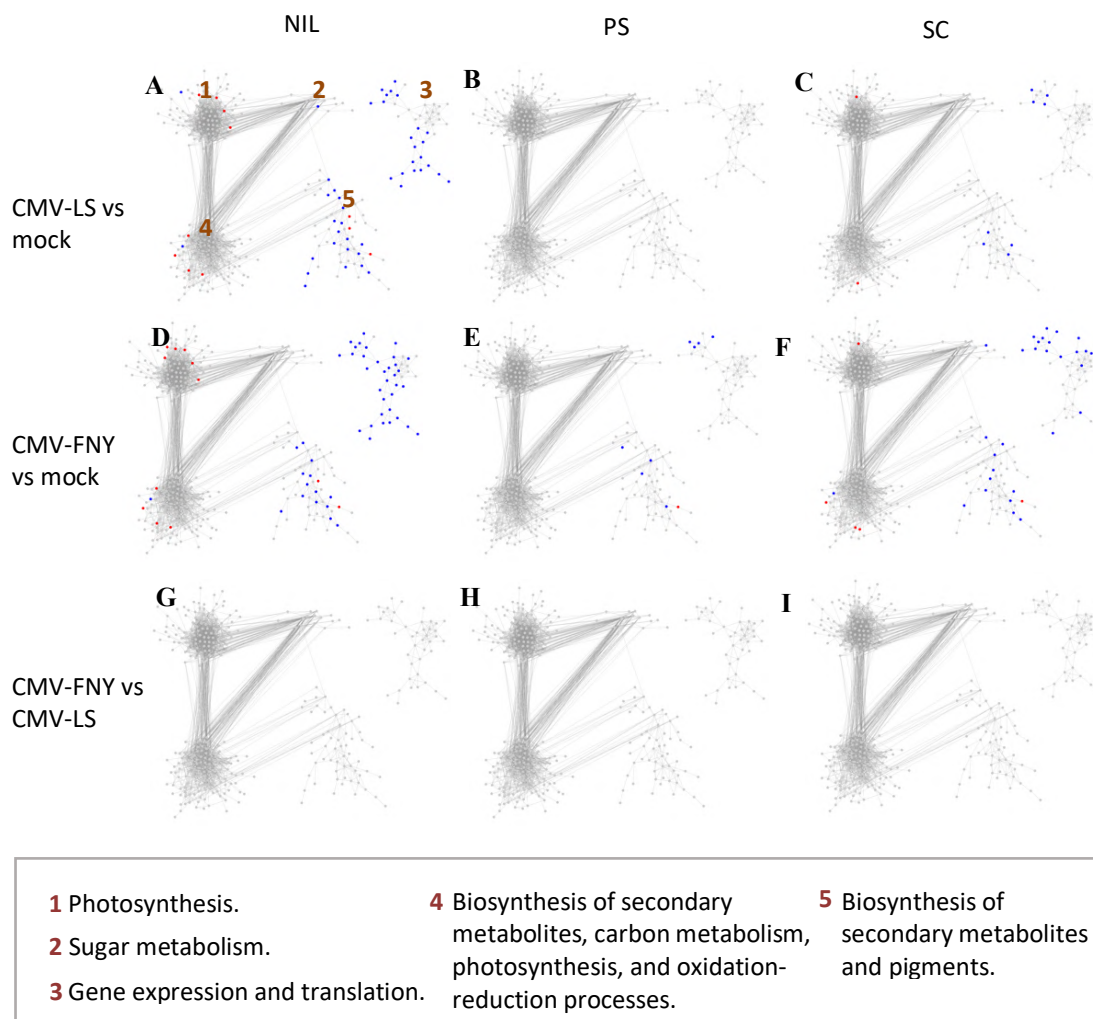 NIL
PS
SC
A
1
2
3
B
C
5
4
CMV-LS vs
mock
D
E
F
CMV-FNY
vs mock
G
H
I
CMV-FNY vs
CMV-LS
1 Photosynthesis.
2 Sugar metabolism.
3 Gene expression and translation.
4 Biosynthesis of secondary
metabolites, carbon metabolism,
photosynthesis, and oxidation-
reduction processes.
5 Biosynthesis of
secondary metabolites
and pigments.